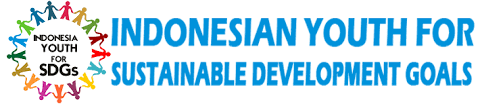 INDONESIA
YOUTH
FOR
SDGs
INDONESIAN YOUTH FOR
SUSTAINABLE DEVELOPMENT GOALS